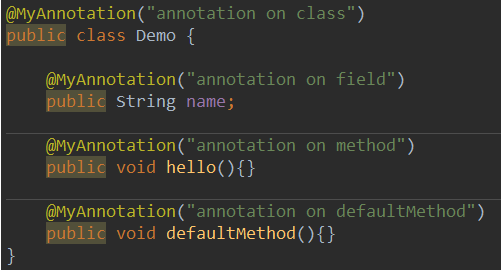 @MyAnnotation("annotation on class")
public class Demo {
@MyAnnotation("annotation on field")
public String name;
@MyAnnotation("annotation on method")
public void hello(){}
@MyAnnotation("annotation on defaultMethod")
public void defaultMethod(){}
}